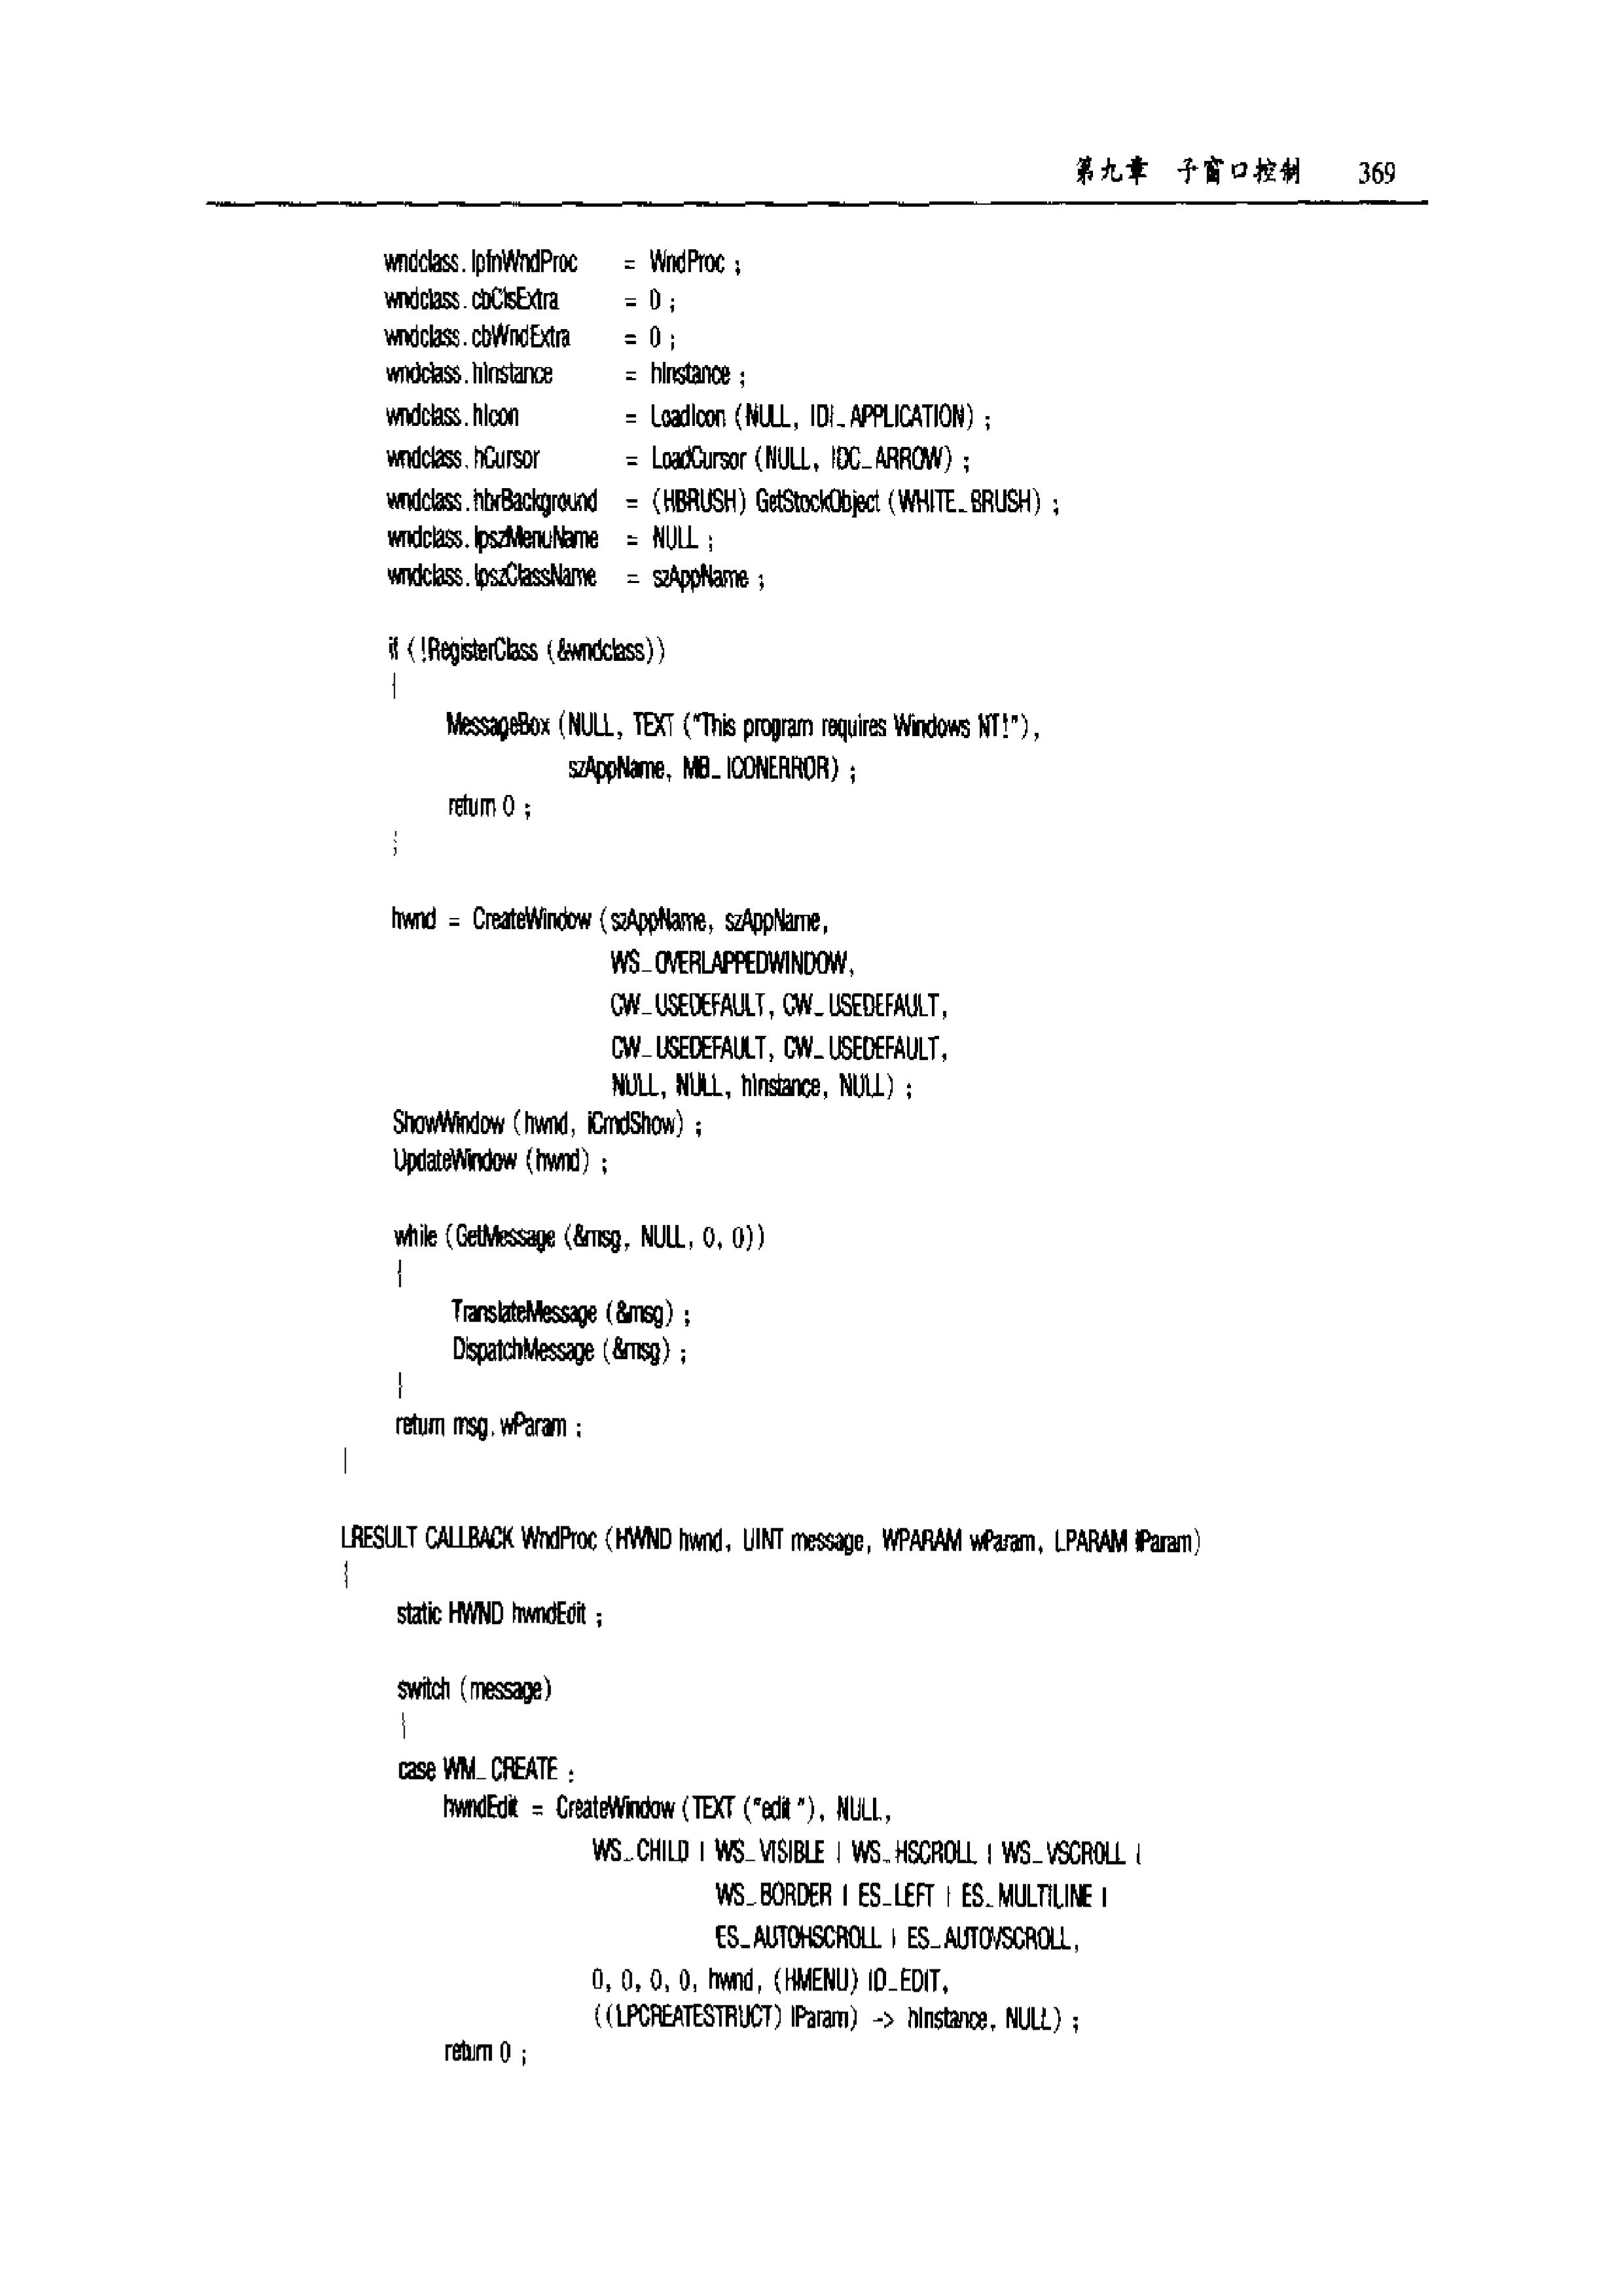 第九章 子窗口控制 369
wndclass.lpfnWndProc = WndProc ;
wndclass.cbClsExtra = 0 ;
wndclass.cbWndExtra = 0 ;
wndclass.hInstance = hInstance ;
wndclass.hIcon = LoadIcon (NULL, IDI_APPLICATION) ;
wndclass.hCursor = LoadCursor (NULL, IDC_ARROW) ;
wndclass.hbrBackground = (HBRUSH) GetStockObject (WHITE_BRUSH) ;
wndclass.lpszMenuName = NULL ;
wndclass.lpszClassName = szAppName ;
if (!RegisterClass (&wndclass))
{
MessageBox (NULL, TEXT ("This program requires Windows NT!"),
szAppName, MB_ICONERROR) ;
return 0 ;
}
hwnd = CreateWindow (szAppName, szAppName,
WS_OVERLAPPEDWINDOW,
CW_USEDEFAULT, CW_USEDEFAULT,
CW_USEDEFAULT, CW_USEDEFAULT,
NULL, NULL, hInstance, NULL) ;
ShowWindow (hwnd, iCmdShow) ;
UpdateWindow (hwnd) ;
while (GetMessage (&msg, NULL, 0, 0))
{
TranslateMessage (&msg) ;
DispatchMessage (&msg) ;
}
return msg.wParam ;
}
LRESULT CALLBACK WndProc (HWND hwnd, UINT message, WPARAM wParam, LPARAM lParam)
{
static HWND hwndEdit ;
switch (message)
{
case WM_CREATE :
hwndEdit = CreateWindow (TEXT ("edit "), NULL,
WS_CHILD | WS_VISIBLE | WS_HSCROLL | WS_VSCROLL |
WS_BORDER | ES_LEFT | ES_MULTILINE |
ES_AUTOHSCROLL | ES_AUTOVSCROLL,
0, 0, 0, 0, hwnd, (HMENU) ID_EDIT,
((LPCREATESTRUCT) lParam) -> hInstance, NULL) ;
return 0 ;